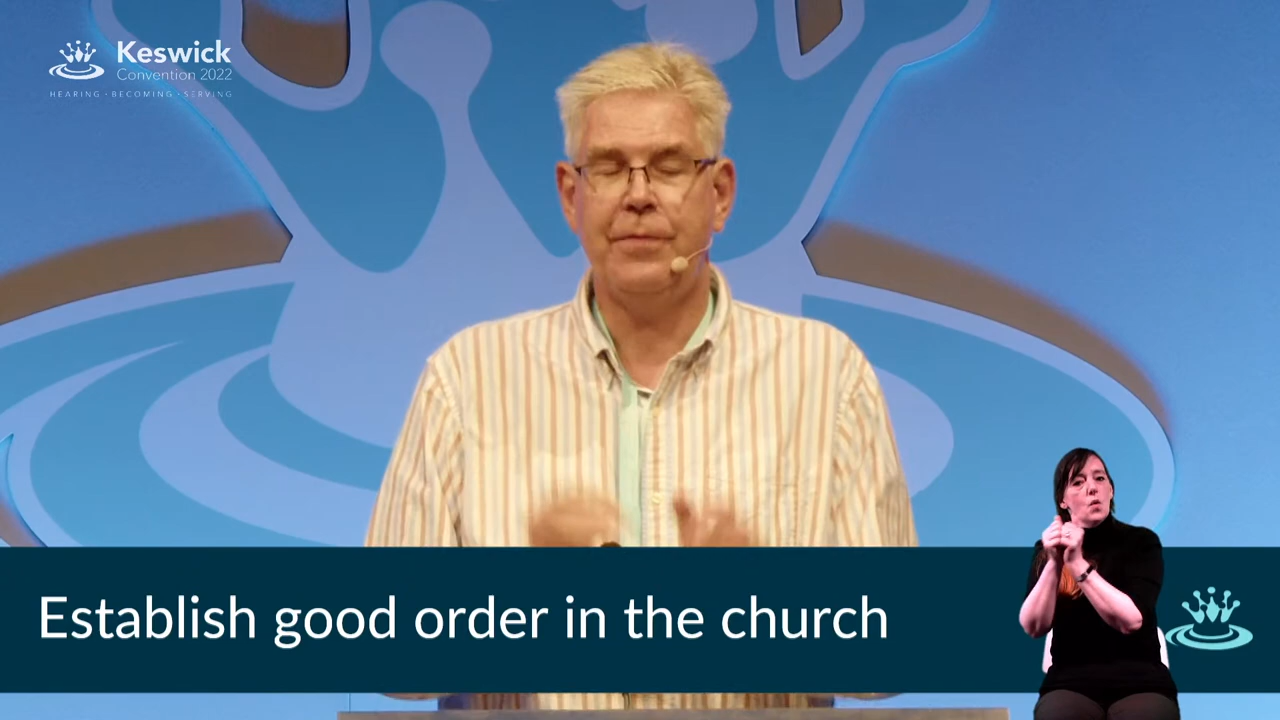 Keswick
Convention 2022
HEARING · BECOMING · SERVING
Establish good order in the church